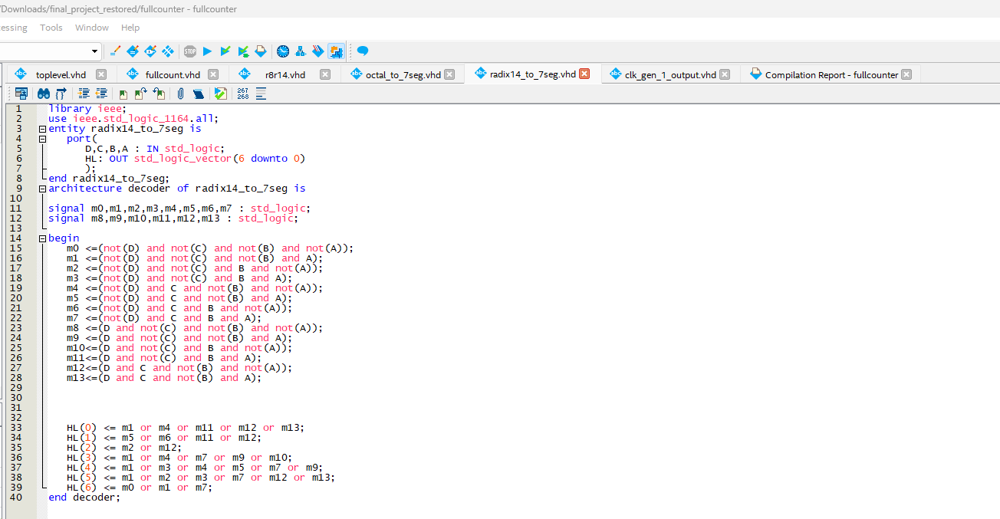 /Downloads/final_project_restored/fullcounter - fullcounter
essing Tools Window Help
STOP
abc toplevel.vhd abc fullcount.vhd abc r8r14.vhd abc octal_to_7seg.vhd abc radix14_to_7seg.vhd abc clk_gen_1_output.vhd Compilation Report - fullcounter
267
268
1 library ieee;
2 use ieee.std_logic_1164.all;
3 entity radix14_to_7seg is
4 port(
5 D,C,B,A : IN std_logic;
6 HL: OUT std_logic_vector(6 downto 0)
7 );
8 end radix14_to_7seg;
9 architecture decoder of radix14_to_7seg is
10
11 signal m0,m1,m2,m3,m4,m5,m6,m7 : std_logic;
12 signal m8,m9,m10,m11,m12,m13 : std_logic;
13
14 begin
15 m0 <=(not(D) and not(C) and not(B) and not(A));
16 m1 <=(not(D) and not(C) and not(B) and A);
17 m2 <=(not(D) and not(C) and B and not(A));
18 m3 <=(not(D) and not(C) and B and A);
19 m4 <=(not(D) and C and not(B) and not(A));
20 m5 <=(not(D) and C and not(B) and A);
21 m6 <=(not(D) and C and B and not(A));
22 m7 <=(not(D) and C and B and A);
23 m8 <=(D and not(C) and not(B) and not(A));
24 m9 <=(D and not(C) and not(B) and A);
25 m10<=(D and not(C) and B and not(A));
26 m11<=(D and not(C) and B and A);
27 m12<=(D and C and not(B) and not(A));
28 m13<=(D and C and not(B) and A);
29
30
31
32
33 HL(0) <= m1 or m4 or m11 or m12 or m13;
34 HL(1) <= m5 or m6 or m11 or m12;
35 HL(2) <= m2 or m12;
36 HL(3) <= m1 or m4 or m7 or m9 or m10;
37 HL(4) <= m1 or m3 or m4 or m5 or m7 or m9;
38 HL(5) <= m1 or m2 or m3 or m7 or m12 or m13;
39 HL(6) <= m0 or m1 or m7;
40 end decoder;